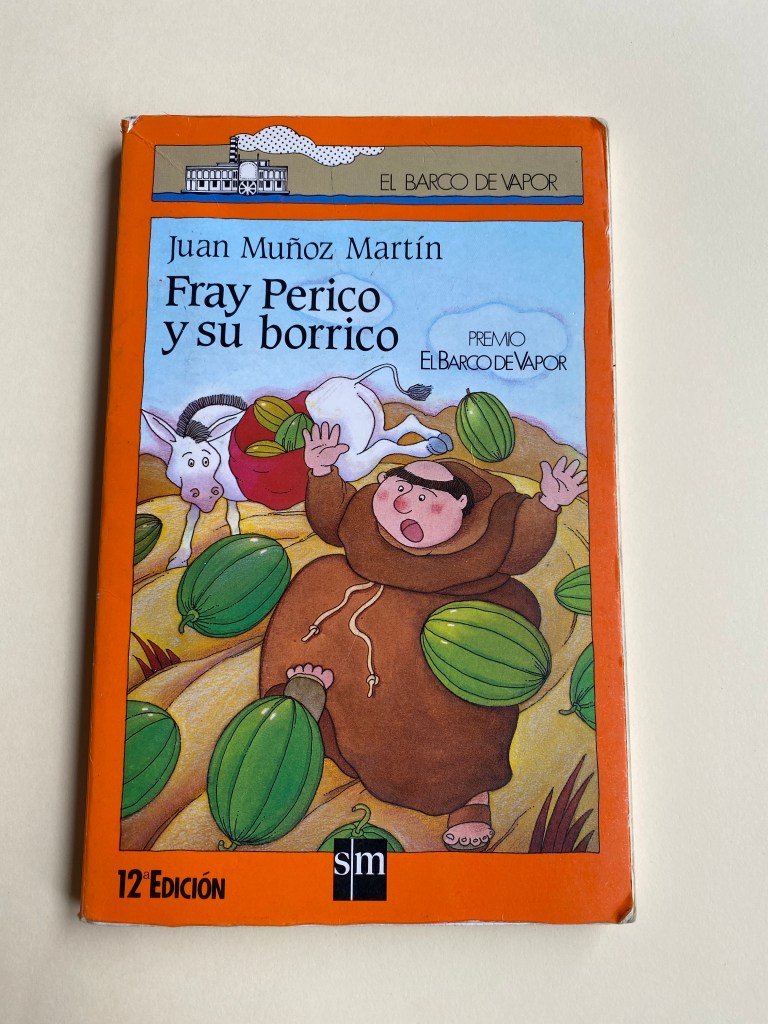 EL BARCO DE VAPOR
Juan Muñoz Martín
Fray Perico
y su borrico
PREMIO
EL BARCO DE VAPOR
12ª EDICIÓN
sm